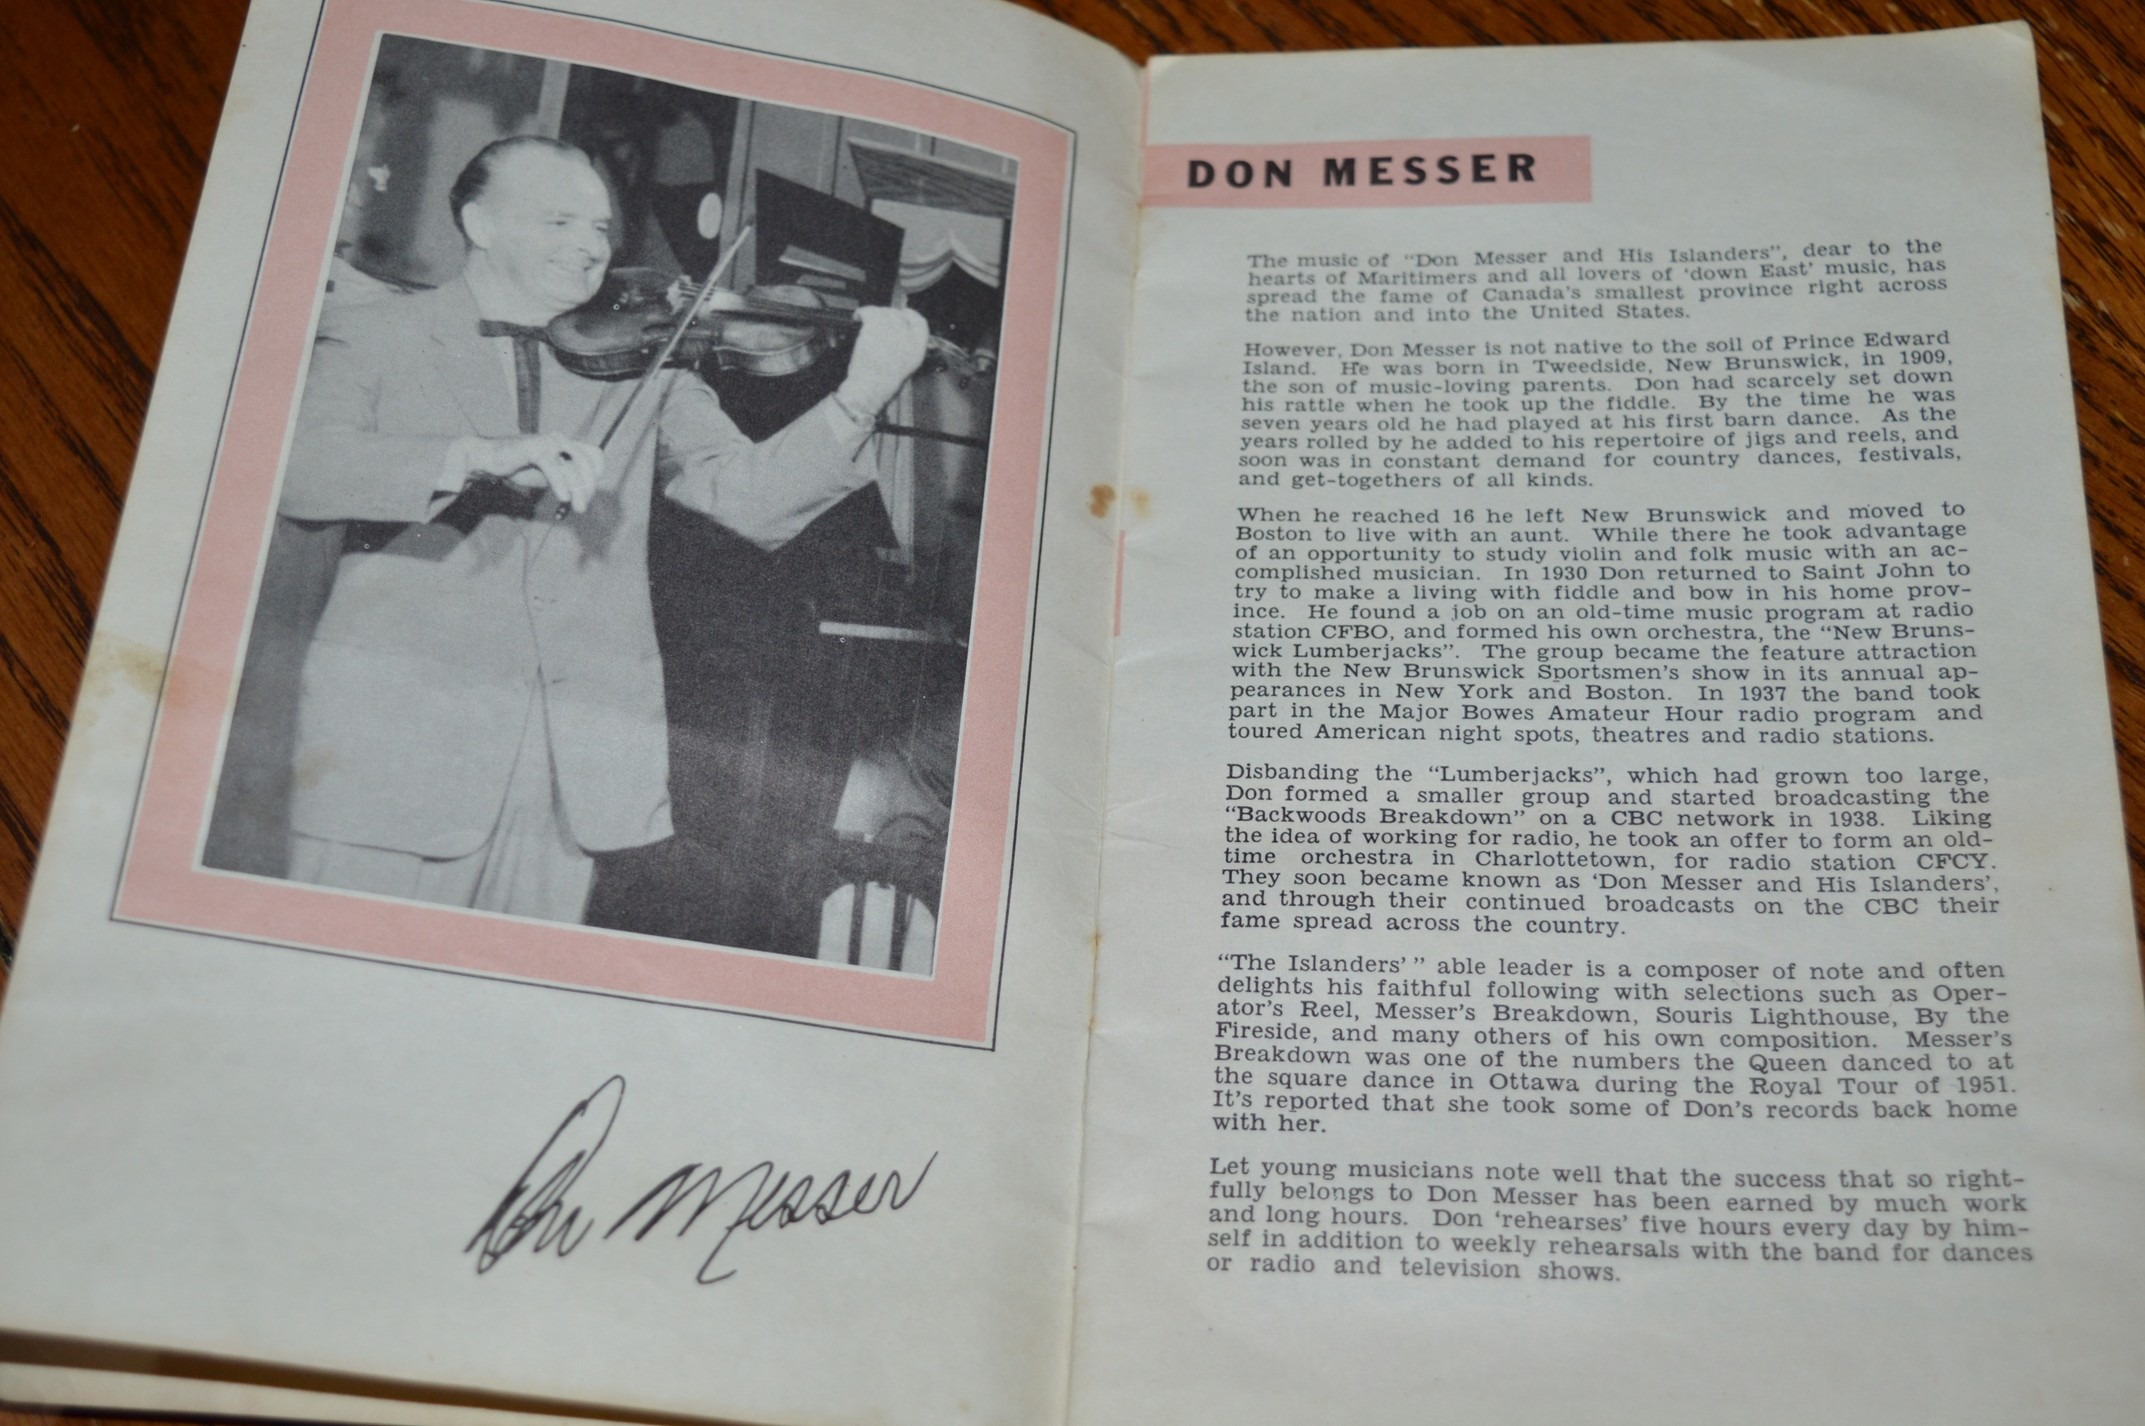 Don Messer
DON MESSER
The music of “Don Messer and His Islanders”, dear to the
hearts of Maritimers and all lovers of ‘down East’ music, has
spread the fame of Canada’s smallest province right across
the nation and into the United States.
However, Don Messer is not native to the soil of Prince Edward
Island. He was born in Tweedside, New Brunswick, in 1909,
the son of music-loving parents. Don had scarcely set down
his rattle when he took up the fiddle. By the time he was
seven years old he had played at his first barn dance. As the
years rolled by he added to his repertoire of jigs and reels, and
soon was in constant demand for country dances, festivals,
and get-togethers of all kinds.
When he reached 16 he left New Brunswick and moved to
Boston to live with an aunt. While there he took advantage
of an opportunity to study violin and folk music with an ac-
complished musician. In 1930 Don returned to Saint John to
try to make a living with fiddle and bow in his home prov-
ince. He found a job on an old-time music program at radio
station CFBO, and formed his own orchestra, the “New Bruns-
wick Lumberjacks”. The group became the feature attraction
with the New Brunswick Sportsmen’s show in its annual ap-
pearances in New York and Boston. In 1937 the band took
part in the Major Bowes Amateur Hour radio program and
toured American night spots, theatres and radio stations.
Disbanding the “Lumberjacks”, which had grown too large,
Don formed a smaller group and started broadcasting the
“Backwoods Breakdown” on a CBC network in 1938. Liking
the idea of working for radio, he took an offer to form an old-
time orchestra in Charlottetown, for radio station CFCY.
They soon became known as ‘Don Messer and His Islanders’,
and through their continued broadcasts on the CBC their
fame spread across the country.
“The Islanders’ ” able leader is a composer of note and often
delights his faithful following with selections such as Oper-
ator’s Reel, Messer’s Breakdown, Souris Lighthouse, By the
Fireside, and many others of his own composition. Messer’s
Breakdown was one of the numbers the Queen danced to at
the square dance in Ottawa during the Royal Tour of 1951.
It’s reported that she took some of Don’s records back home
with her.
Let young musicians note well that the success that so right-
fully belongs to Don Messer has been earned by much work
and long hours. Don ‘rehearses’ five hours every day by him-
self in addition to weekly rehearsals with the band for dances
or radio and television shows.